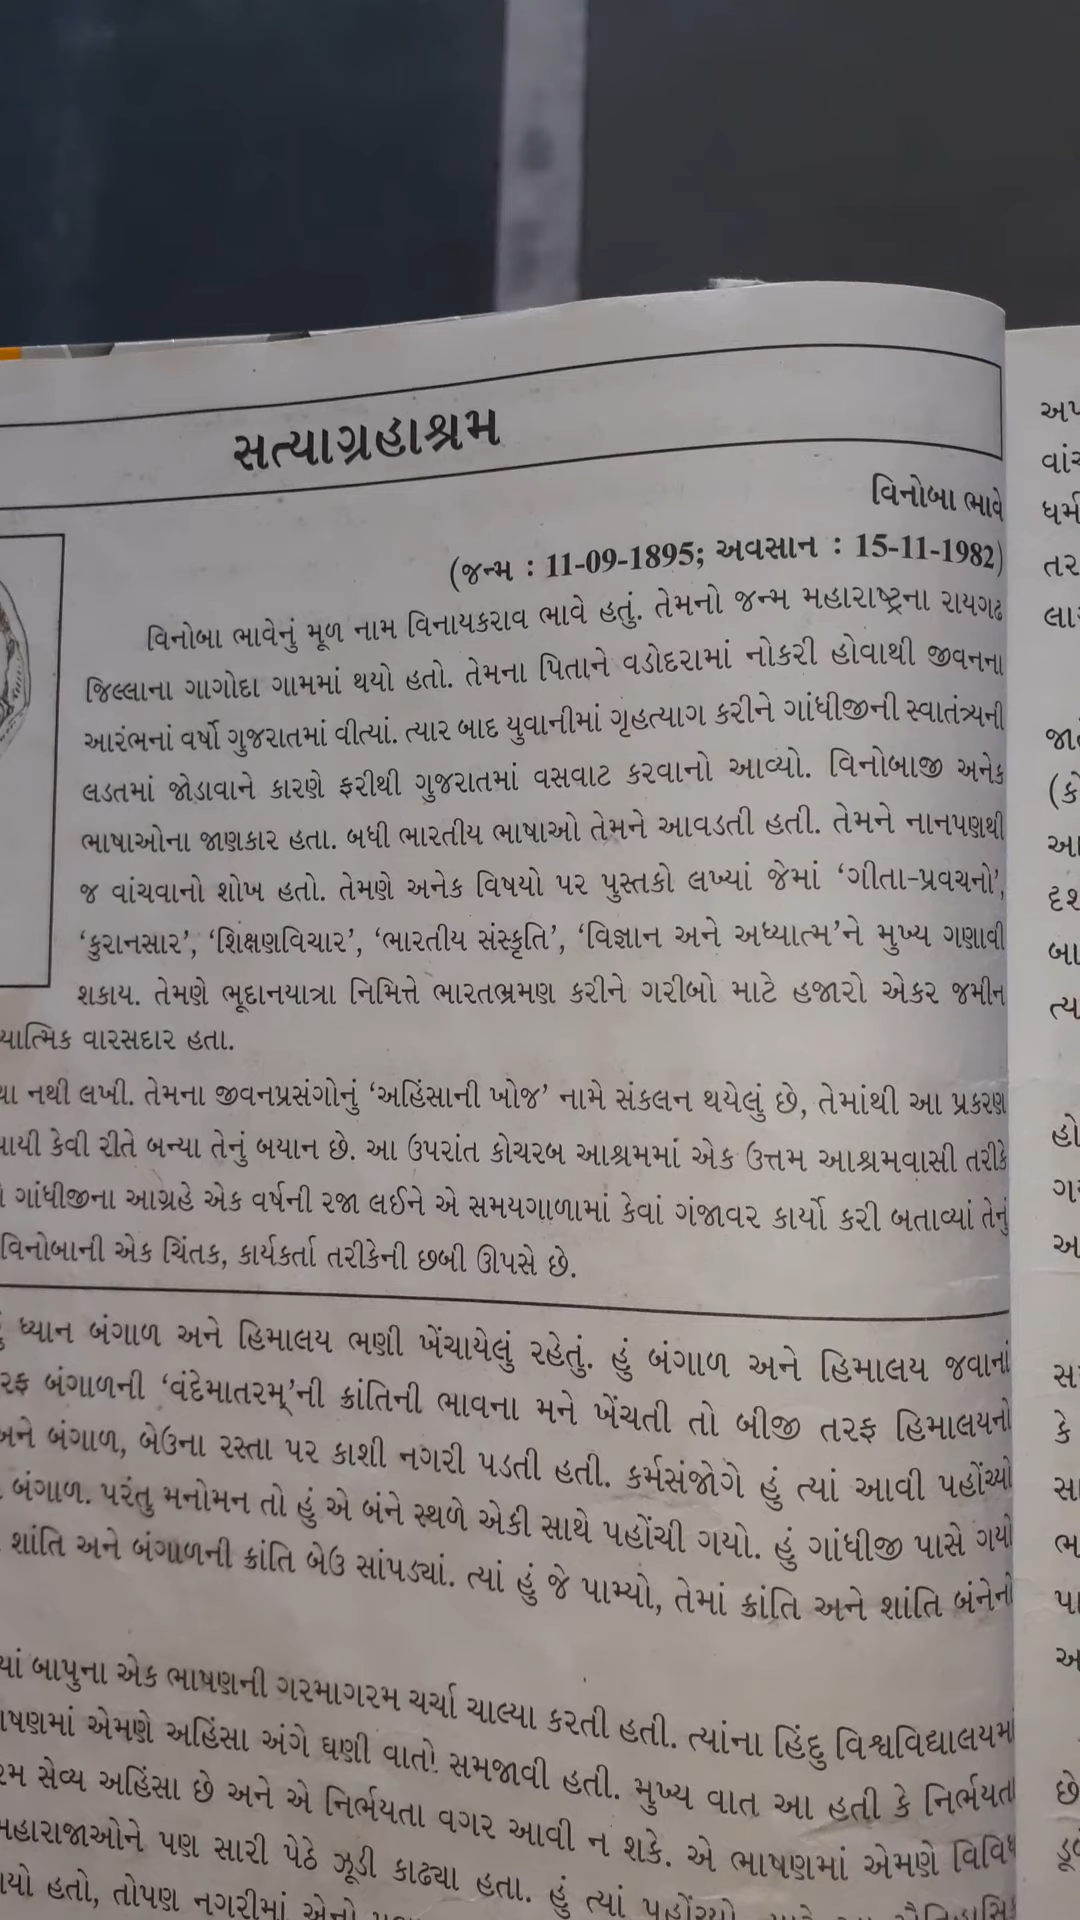 સત્યાગ્રહાશ્રમ
વિનોબા ભાવે
(જન્મ : 11-09-1895; અવસાન : 15-11-1982)
વિનોબા ભાવેનું મૂળ નામ વિનાયકરાવ ભાવે હતું. તેમનો જન્મ મહારાષ્ટ્રના રાયગઢ
જિલ્લાના ગાગોદા ગામમાં થયો હતો. તેમના પિતાને વડોદરામાં નોકરી હોવાથી જીવનના
આરંભનાં વર્ષો ગુજરાતમાં વીત્યાં. ત્યાર બાદ યુવાનીમાં ગૃહત્યાગ કરીને ગાંધીજીની સ્વાતંત્ર્યની
લડતમાં જોડાવાને કારણે ફરીથી ગુજરાતમાં વસવાટ કરવાનો આવ્યો. વિનોબાજી અનેક
ભાષાઓના જાણકાર હતા. બધી ભારતીય ભાષાઓ તેમને આવડતી હતી. તેમને નાનપણથી
જ વાંચવાનો શોખ હતો. તેમણે અનેક વિષયો પર પુસ્તકો લખ્યાં જેમાં ‘ગીતા-પ્રવચનો’,
‘કુરાનસાર’, ‘શિક્ષણવિચાર’, ‘ભારતીય સંસ્કૃતિ’, ‘વિજ્ઞાન અને અધ્યાત્મ’ને મુખ્ય ગણાવી
શકાય. તેમણે ભૂદાનયાત્રા નિમિત્તે ભારતભ્રમણ કરીને ગરીબો માટે હજારો એકર જમીન
યાત્મિક વારસદાર હતા.
યા નથી લખી. તેમના જીવનપ્રસંગોનું ‘અહિંસાની ખોજ’ નામે સંકલન થયેલું છે, તેમાંથી આ પ્રકરણ
યાયી કેવી રીતે બન્યા તેનું બયાન છે. આ ઉપરાંત કોચરબ આશ્રમમાં એક ઉત્તમ આશ્રમવાસી તરીકે
ગાંધીજીના આગ્રહે એક વર્ષની રજા લઈને એ સમયગાળામાં કેવાં ગંજાવર કાર્યો કરી બતાવ્યાં તેનું
વિનોબાની એક ચિંતક, કાર્યકર્તા તરીકેની છબી ઊપસે છે.
ધ્યાન બંગાળ અને હિમાલય ભણી ખેંચાયેલું રહેતું. હું બંગાળ અને હિમાલય જવાનાં
રફ બંગાળની ‘વંદેમાતરમ્’ની ક્રાંતિની ભાવના મને ખેંચતી તો બીજી તરફ હિમાલયનો
અને બંગાળ, બેઉના રસ્તા પર કાશી નગરી પડતી હતી. કર્મસંજોગે હું ત્યાં આવી પહોંચ્યો
બંગાળ. પરંતુ મનોમન તો હું એ બંને સ્થળે એકી સાથે પહોંચી ગયો. હું ગાંધીજી પાસે ગયો
શાંતિ અને બંગાળની ક્રાંતિ બેઉ સાંપડ્યાં. ત્યાં હું જે પામ્યો, તેમાં ક્રાંતિ અને શાંતિ બંનેનો
યાં બાપુના એક ભાષણની ગરમાગરમ ચર્ચા ચાલ્યા કરતી હતી. ત્યાંના હિંદુ વિશ્વવિદ્યાલયમાં
ાષણમાં એમણે અહિંસા અંગે ઘણી વાતો સમજાવી હતી. મુખ્ય વાત આ હતી કે નિર્ભયતા
રમ સેવ્ય અહિંસા છે અને એ નિર્ભયતા વગર આવી ન શકે. એ ભાષણમાં એમણે વિવિધ
મહારાજાઓને પણ સારી પેઠે ઝૂડી કાઢ્યા હતા. હું ત્યાં પહોંચ્યો
યો હતો, તોપણ નગરીમાં એનો